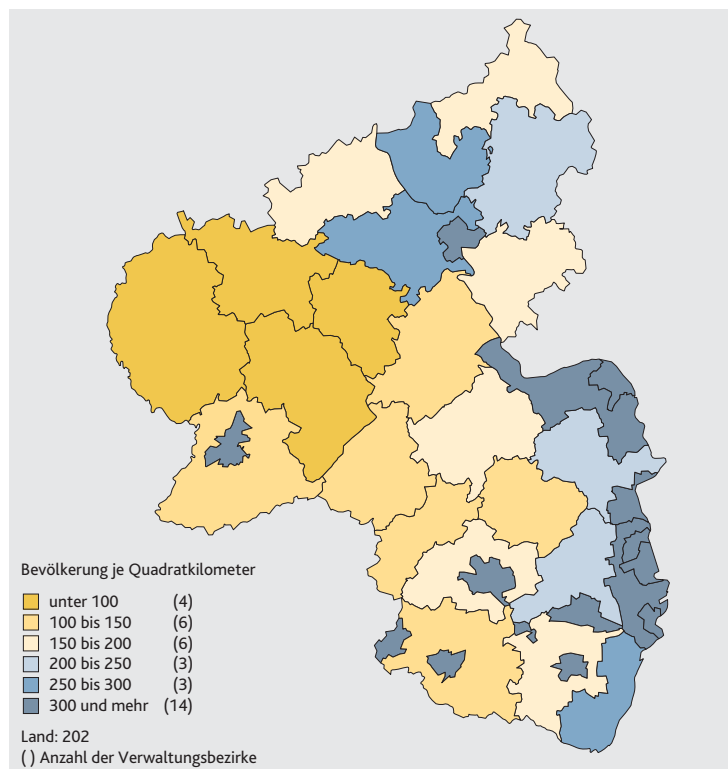 Bevölkerung je Quadratkilometer
unter 100 (4)
100 bis 150 (6)
150 bis 200 (6)
200 bis 250 (3)
250 bis 300 (3)
300 und mehr (14)
Land: 202
( ) Anzahl der Verwaltungsbezirke